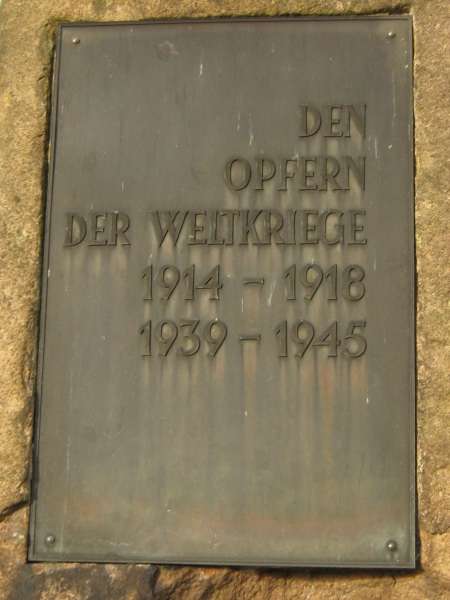 DEN
OPFERN
DER WELTKRIEGE
1914 - 1918
1939 - 1945